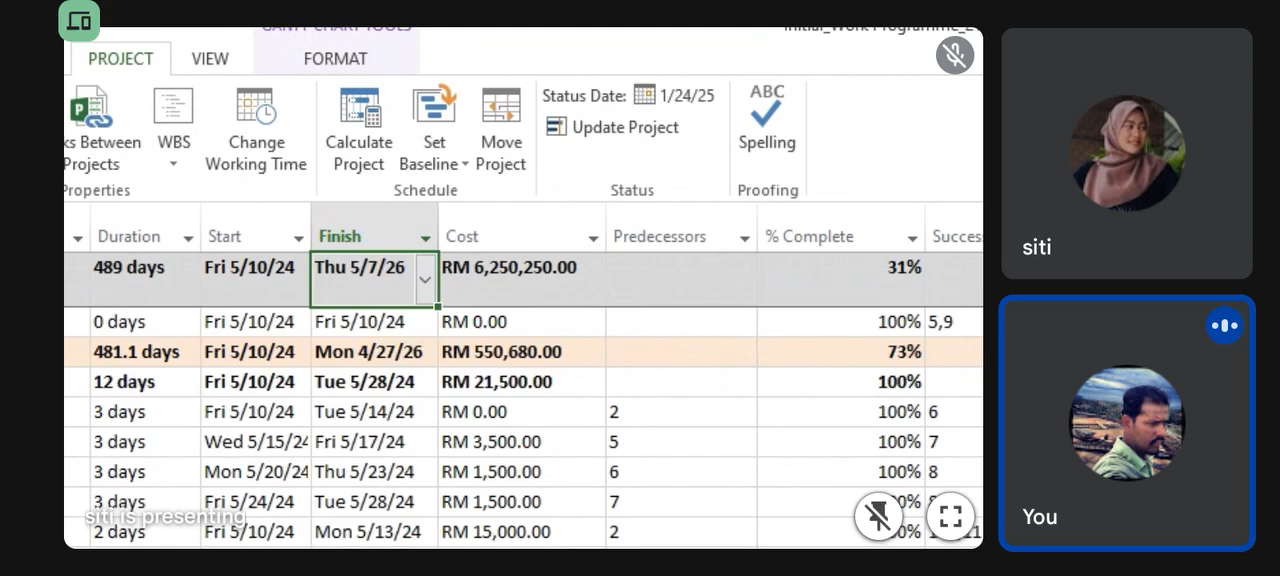 GANTT CHART TOOLS
Initial_Work Programme_2
PROJECT VIEW FORMAT
ks Between Projects
WBS
Change Working Time
Properties
Calculate Project
Set Baseline
Move Project
Schedule
Status Date: 1/24/25
Update Project
Status
ABC
Spelling
Proofing
Duration Start Finish Cost Predecessors % Complete Succes
489 days Fri 5/10/24 Thu 5/7/26 RM 6,250,250.00 31%
0 days Fri 5/10/24 Fri 5/10/24 RM 0.00 100% 5,9
481.1 days Fri 5/10/24 Mon 4/27/26 RM 550,680.00 73%
12 days Fri 5/10/24 Tue 5/28/24 RM 21,500.00 100%
3 days Fri 5/10/24 Tue 5/14/24 RM 0.00 2 100% 6
3 days Wed 5/15/24 Fri 5/17/24 RM 3,500.00 5 100% 7
3 days Mon 5/20/24 Thu 5/23/24 RM 1,500.00 6 100% 8
3 days Fri 5/24/24 Tue 5/28/24 RM 1,500.00 7
siti is presenting
2 days Fri 5/10/24 Mon 5/13/24 RM 15,000.00 2
siti
You